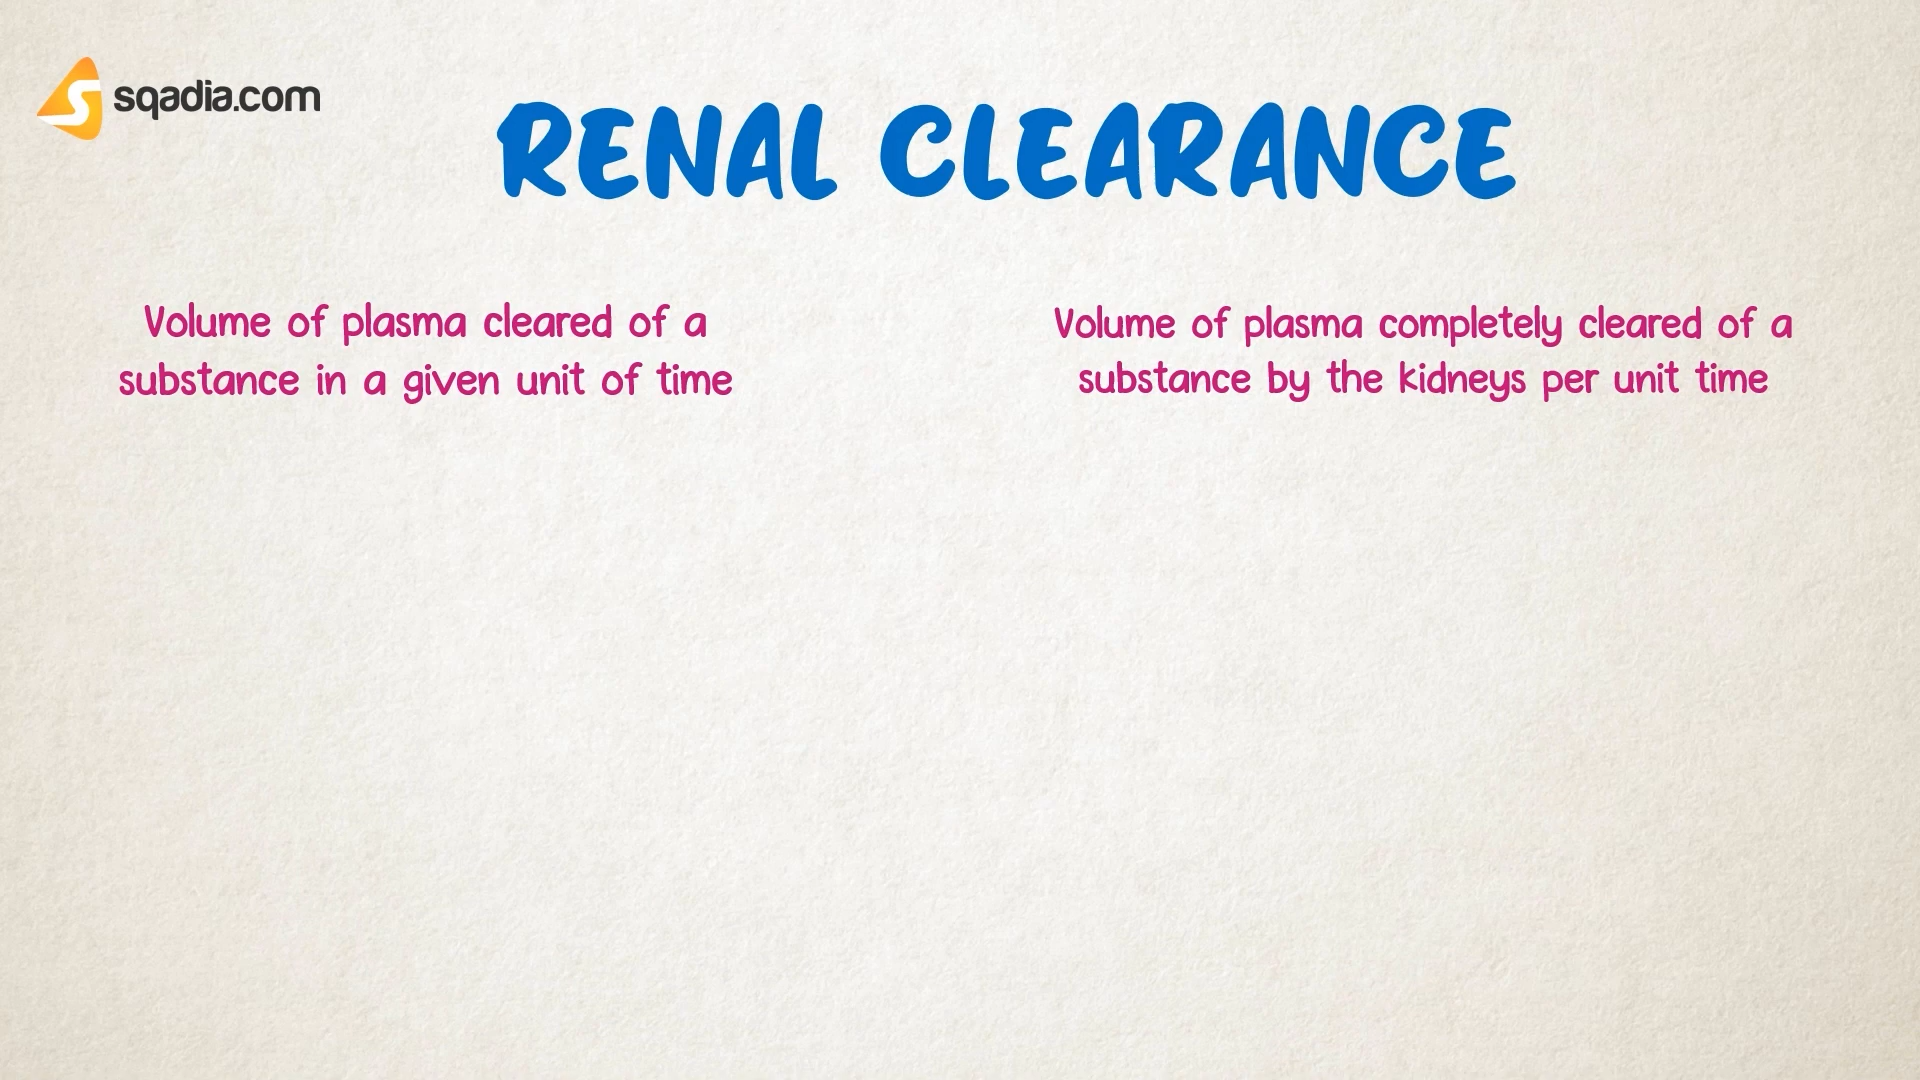 sqadia.com
RENAL CLEARANCE
Volume of plasma cleared of a
substance in a given unit of time
Volume of plasma completely cleared of a
substance by the kidneys per unit time